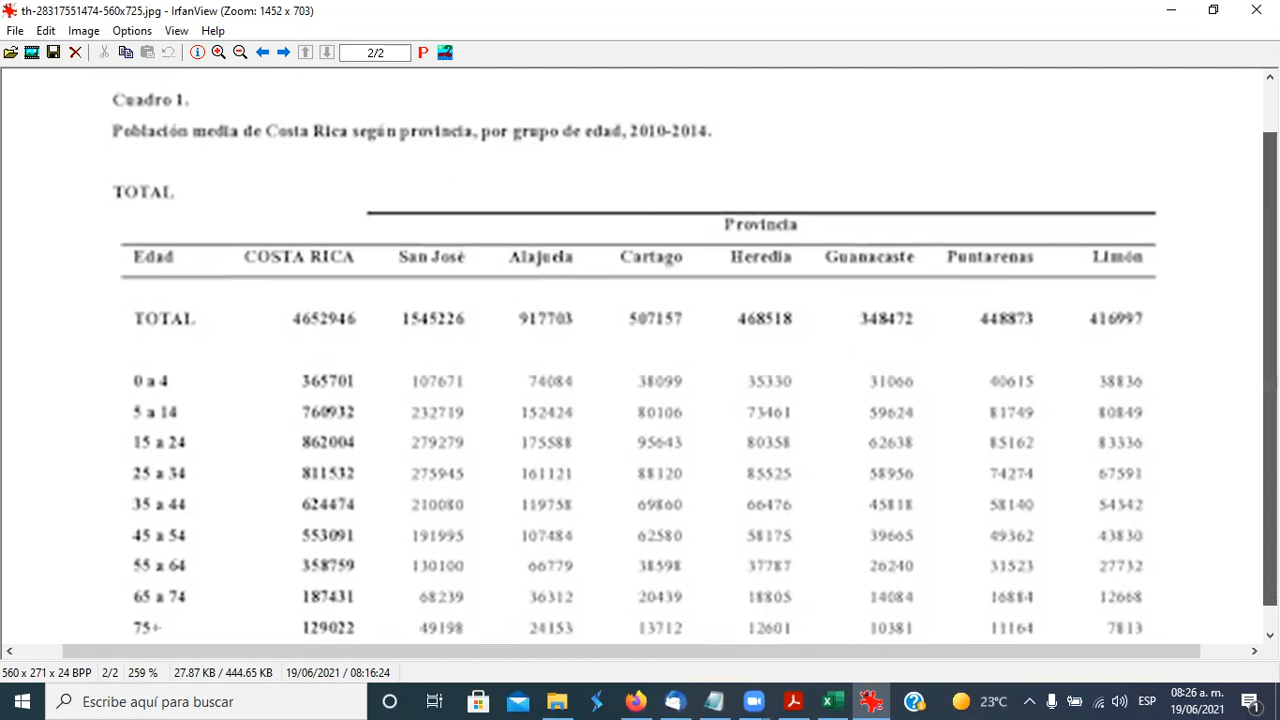 th-28317551474-560x725.jpg - IrfanView (Zoom: 1452 x 703)
File Edit Image Options View Help
2/2 P
Cuadro 1.
Población media de Costa Rica según provincia, por grupo de edad, 2010-2014.
TOTAL
Provincia
Edad COSTA RICA San José Alajuela Cartago Heredia Guanacaste Puntarenas Limón
TOTAL 4652946 1545226 917703 507157 468518 348472 448873 416997
0 a 4 365701 107671 74084 38099 35330 31066 40615 38836
5 a 14 760932 232719 152424 80106 73461 59624 81749 80849
15 a 24 862004 279279 175588 95643 80358 62638 85162 83336
25 a 34 811532 275945 161121 88120 85525 58956 74274 67591
35 a 44 624474 210080 119758 69860 66476 45818 58140 54342
45 a 54 553091 191995 107484 62580 58175 39665 49362 43830
55 a 64 358759 130100 66779 38598 37787 26240 31523 27732
65 a 74 187431 68239 36312 20439 18805 14084 16884 12668
75+ 129022 49198 24153 13712 12601 10381 11164 7813
560 x 271 x 24 BPP 2/2 259 % 27.87 KB / 444.65 KB 19/06/2021 / 08:16:24
Escribe aquí para buscar 23°C ESP 08:26 a. m.
19/06/2021 1